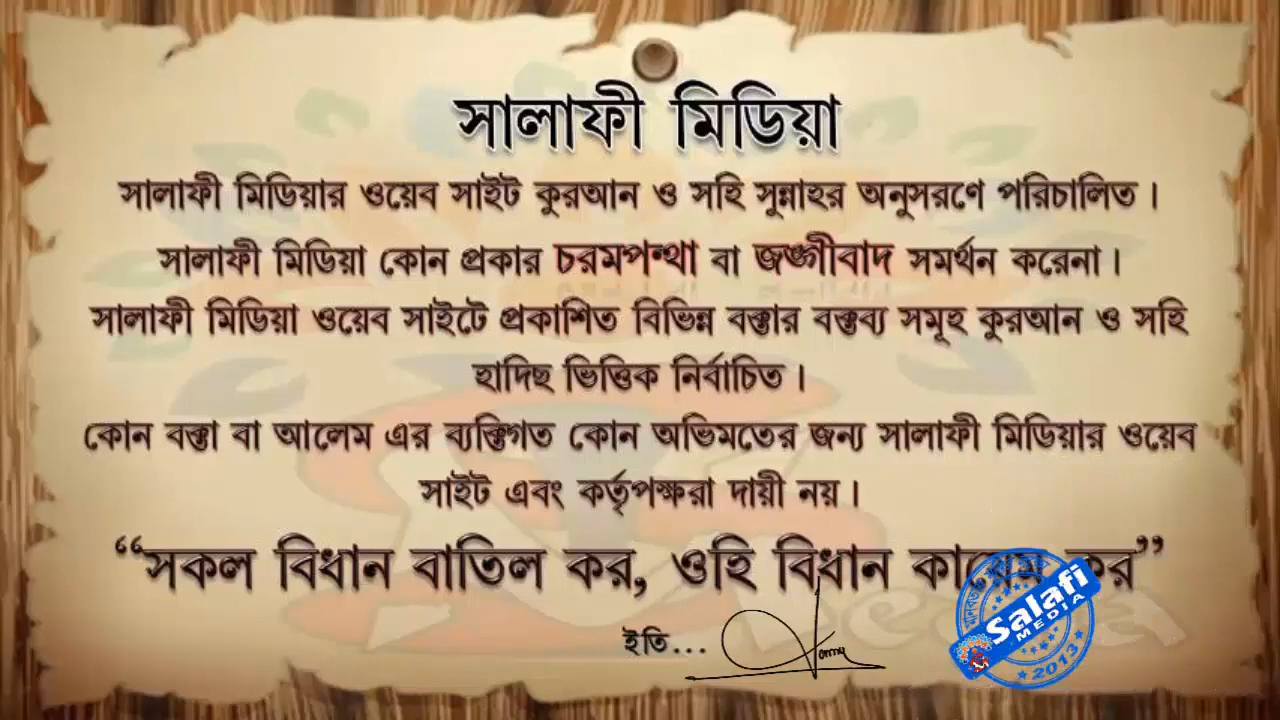 সালাফী মিডিয়া
সালাফী মিডিয়ার ওয়েব সাইট কুরআন ও সহি সুন্নাহর অনুসরণে পরিচালিত।
সালাফী মিডিয়া কোন প্রকার চরমপন্থা বা জঙ্গীবাদ সমর্থন করেনা।
সালাফী মিডিয়া ওয়েব সাইটে প্রকাশিত বিভিন্ন বক্তার বক্তব্য সমূহ কুরআন ও সহি
হাদিছ ভিত্তিক নির্বাচিত।
কোন বক্তা বা আলেম এর ব্যক্তিগত কোন অভিমতের জন্য সালাফী মিডিয়ার ওয়েব
সাইট এবং কর্তৃপক্ষরা দায়ী নয়।
“সকল বিধান বাতিল কর, ওহি বিধান কায়েম কর”
ইতি...
Salafi
MEDIA
2013